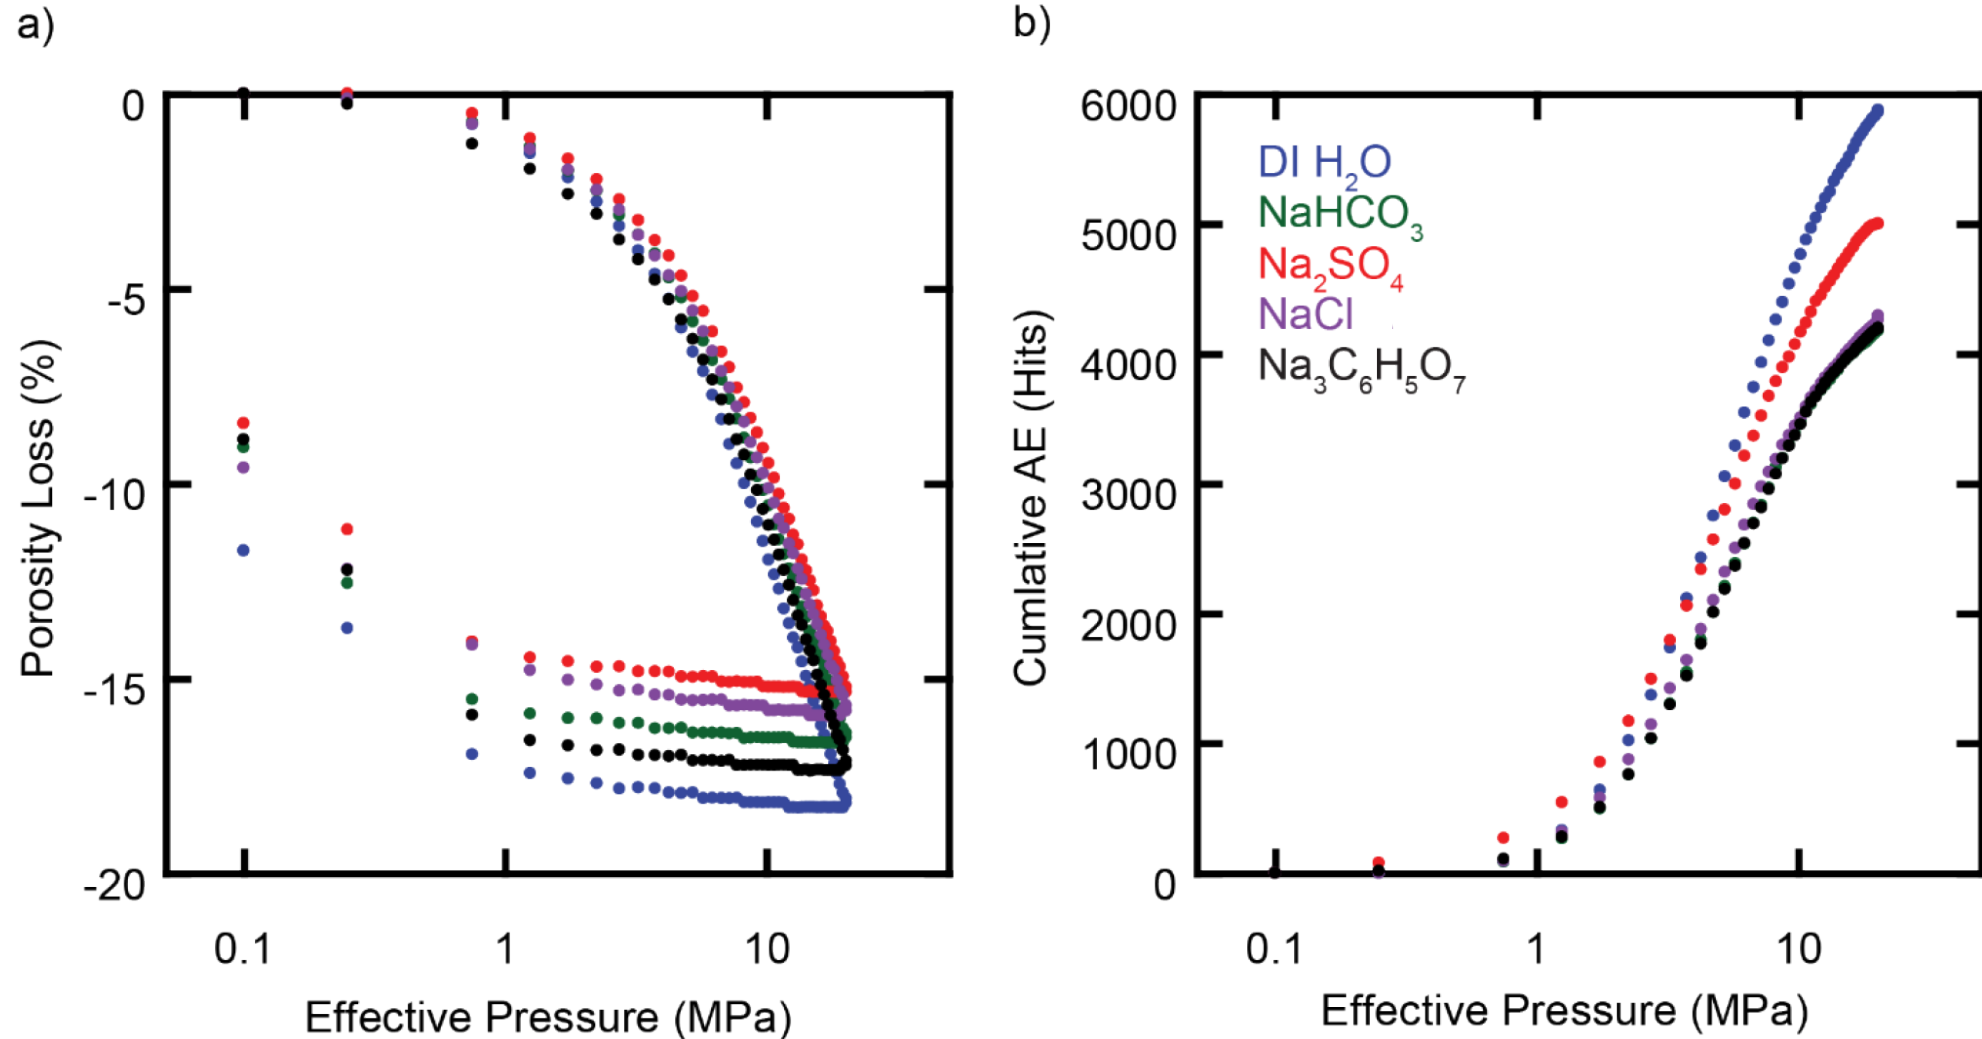 a)
0
-5
-10
-15
-20
0.1 1 10
Porosity Loss (%)
Effective Pressure (MPa)
b)
6000
5000
4000
3000
2000
1000
0
0.1 1 10
Cumlative AE (Hits)
Effective Pressure (MPa)
DI H₂O
NaHCO₃
Na₂SO₄
NaCl
Na₃C₆H₅O₇